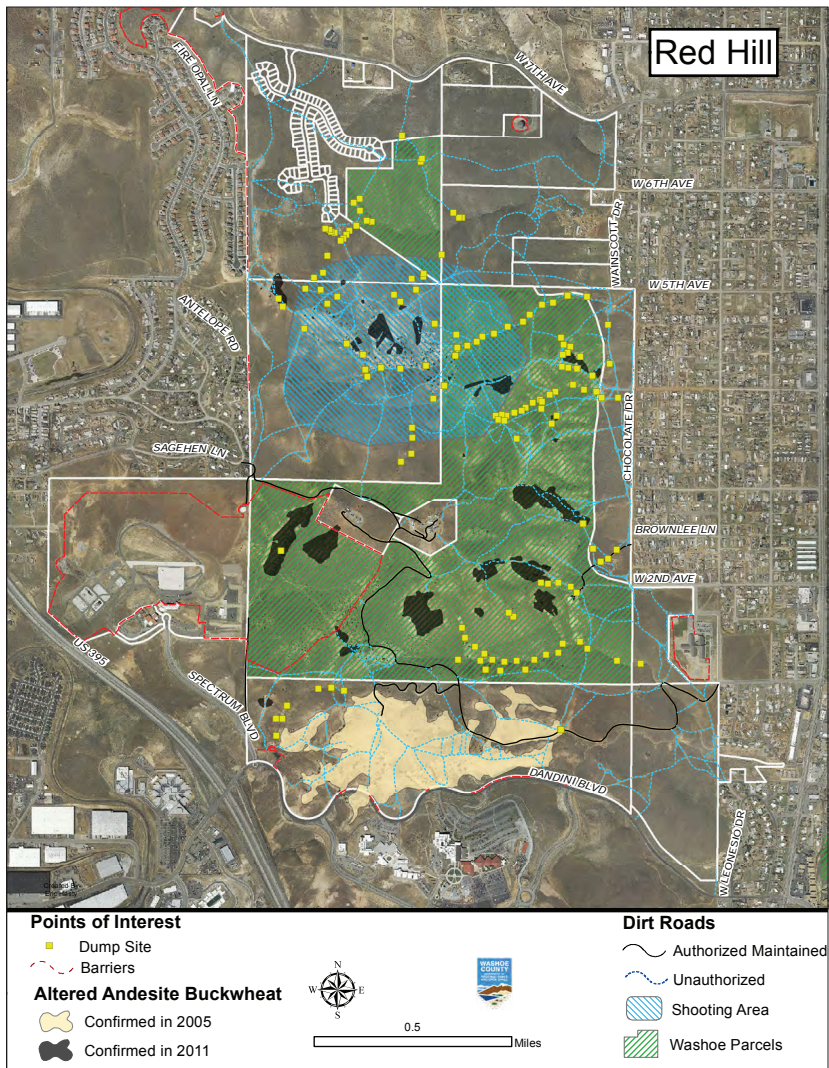 Red Hill
FIRE OPAL LN
W 7TH AVE
W 6TH AVE
WAINSCOTT DR
W 5TH AVE
ANTELOPE RD
CHOCOLATE DR
SAGEHEN LN
BROWNLEE LN
W 2ND AVE
US 395
SPECTRUM BLVD
DANDINI BLVD
W LEONESIO DR
Created By:
Points of Interest
Dump Site
Barriers
Altered Andesite Buckwheat
Confirmed in 2005
Confirmed in 2011
N
W E
S
WASHOE
COUNTY
0.5
Miles
Dirt Roads
Authorized Maintained
Unauthorized
Shooting Area
Washoe Parcels